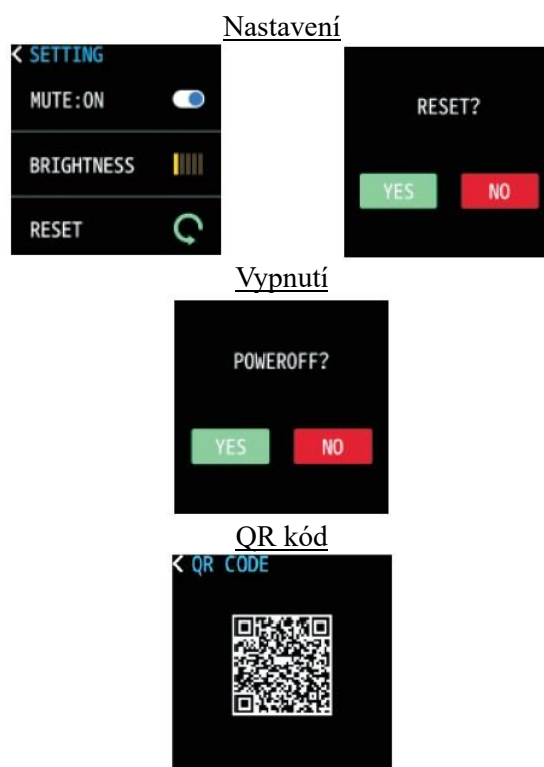 Nastavení
< SETTING
MUTE:ON
BRIGHTNESS
RESET
RESET?
YES NO
Vypnutí
POWEROFF?
YES NO
QR kód
< QR CODE